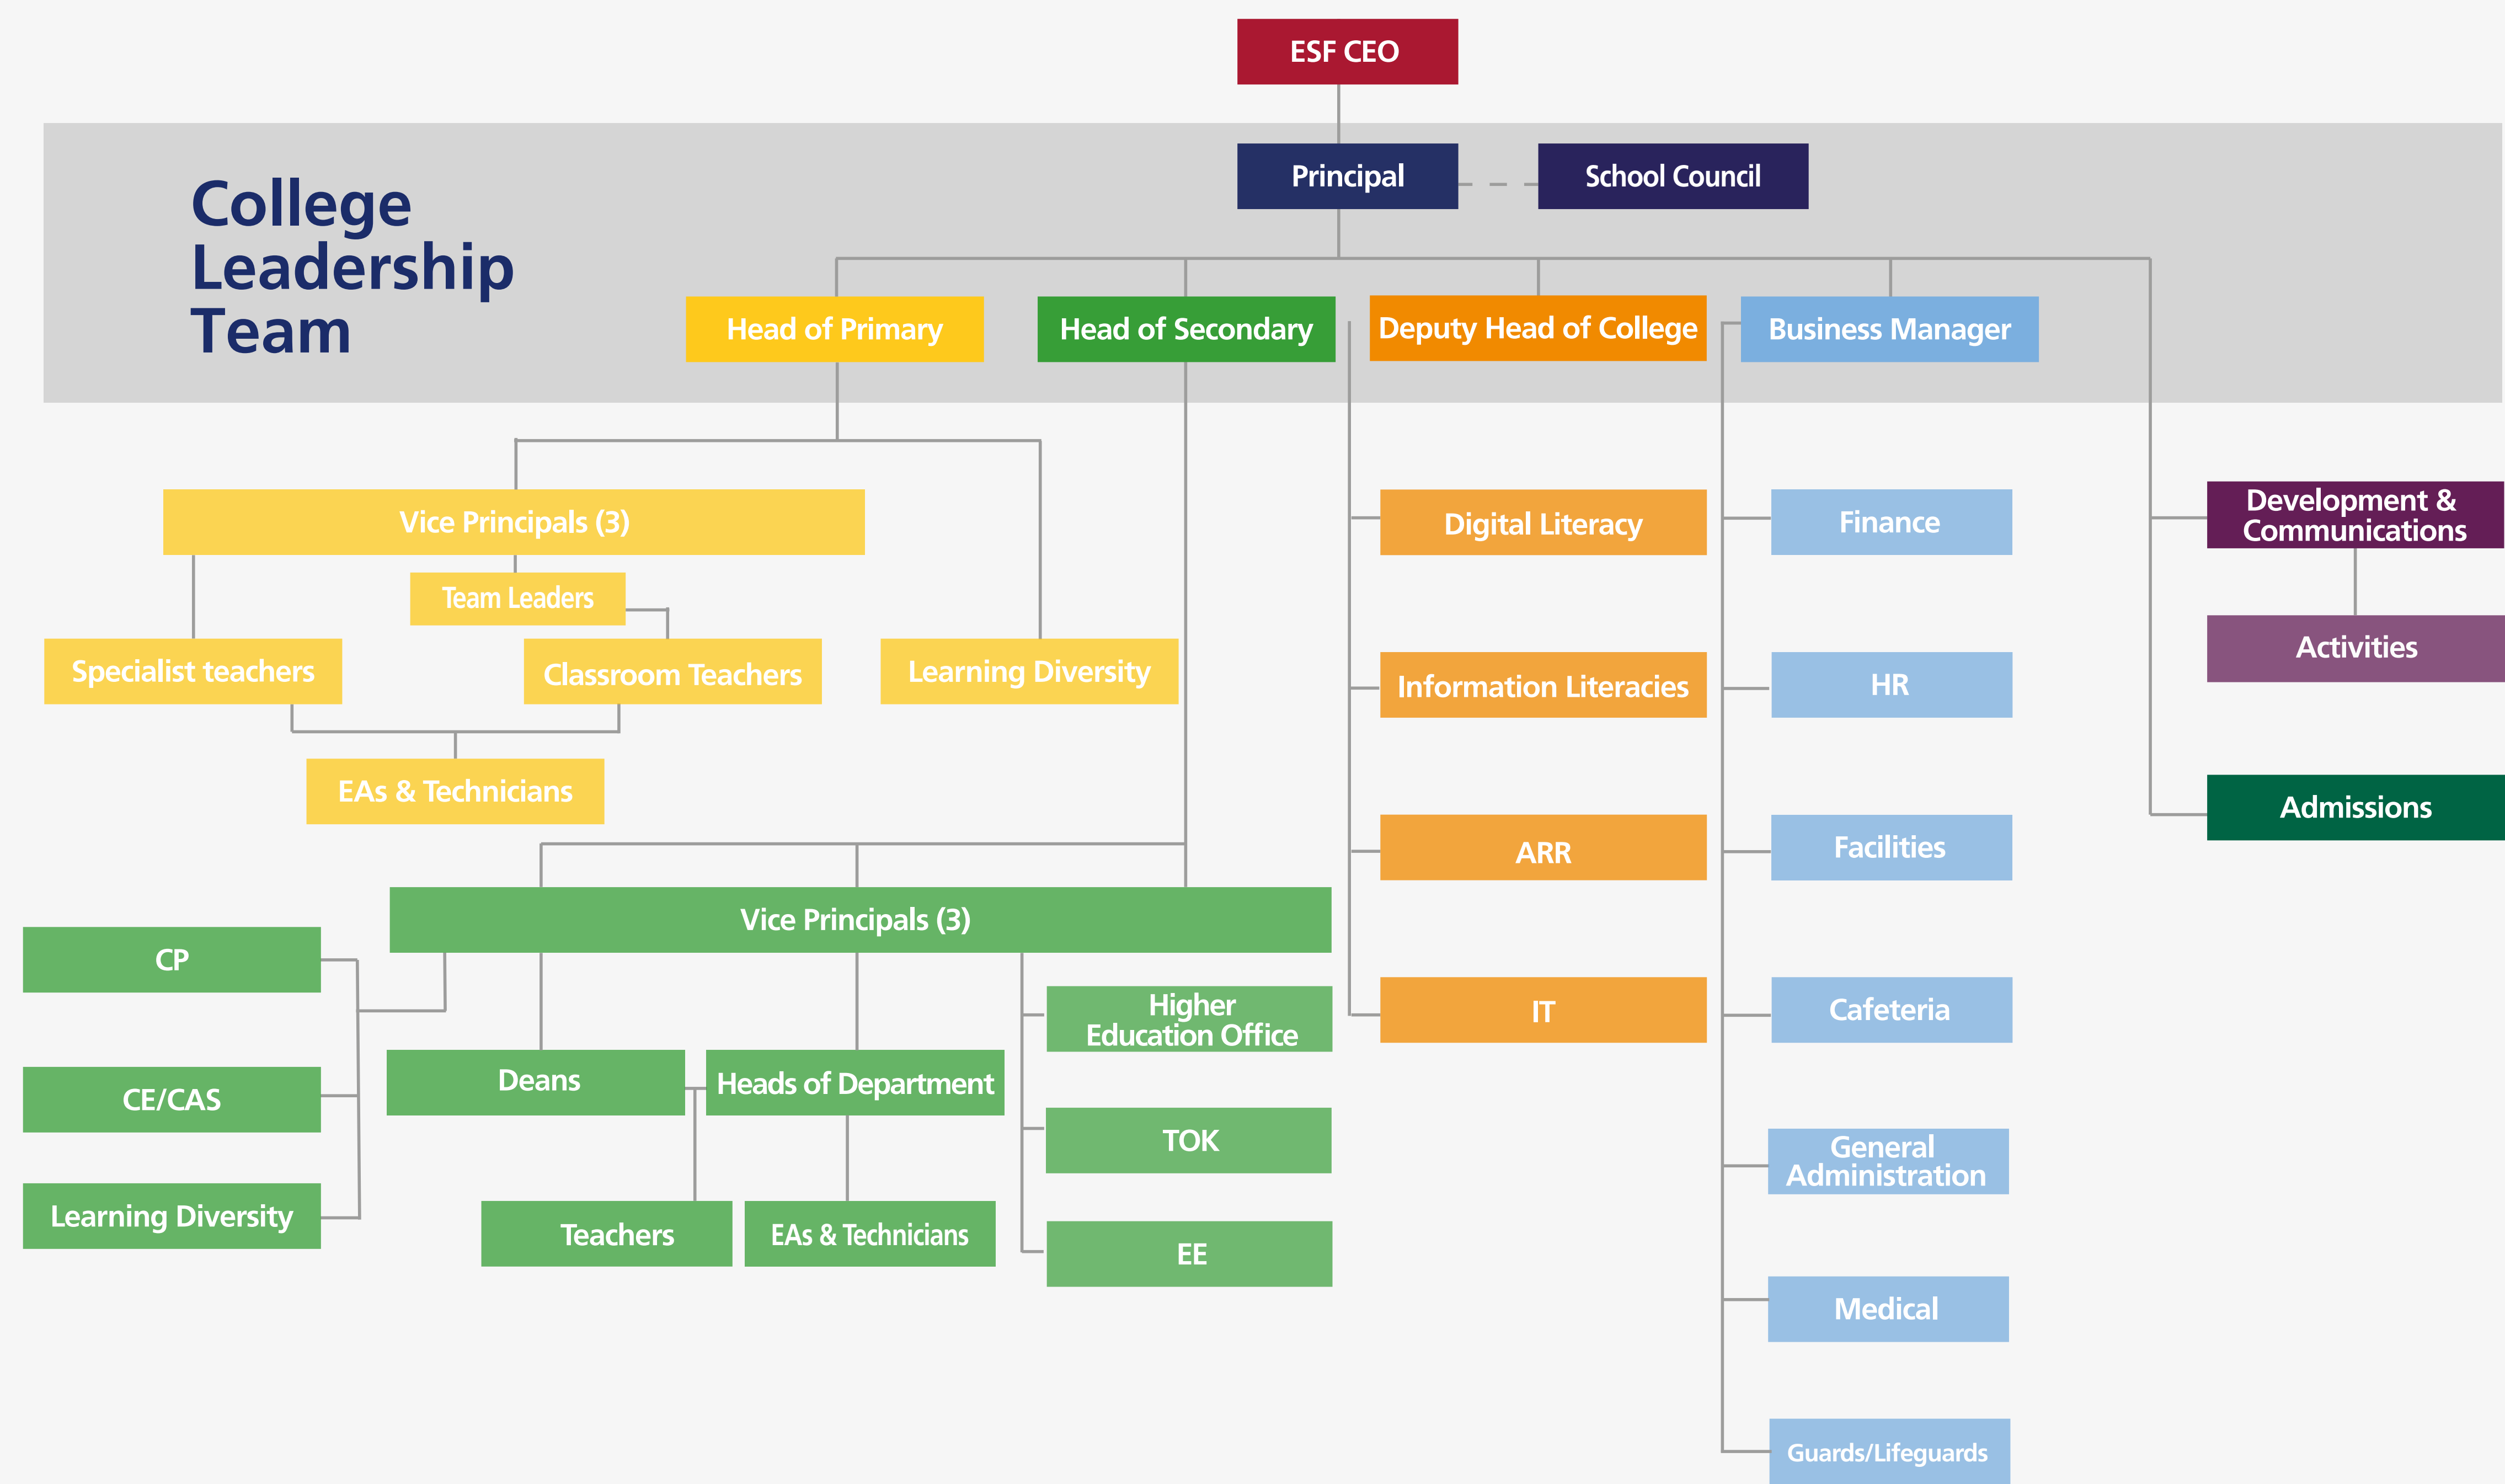 ESF CEO
Principal
School Council
College
Leadership
Team
Head of Primary
Head of Secondary
Deputy Head of College
Business Manager
Vice Principals (3)
Team Leaders
Specialist teachers
Classroom Teachers
Learning Diversity
EAs & Technicians
Vice Principals (3)
CP
CE/CAS
Learning Diversity
Deans
Heads of Department
Teachers
EAs & Technicians
Higher
Education Office
TOK
EE
Digital Literacy
Information Literacies
ARR
IT
Finance
HR
Facilities
Cafeteria
General
Administration
Medical
Guards/Lifeguards
Development &
Communications
Activities
Admissions